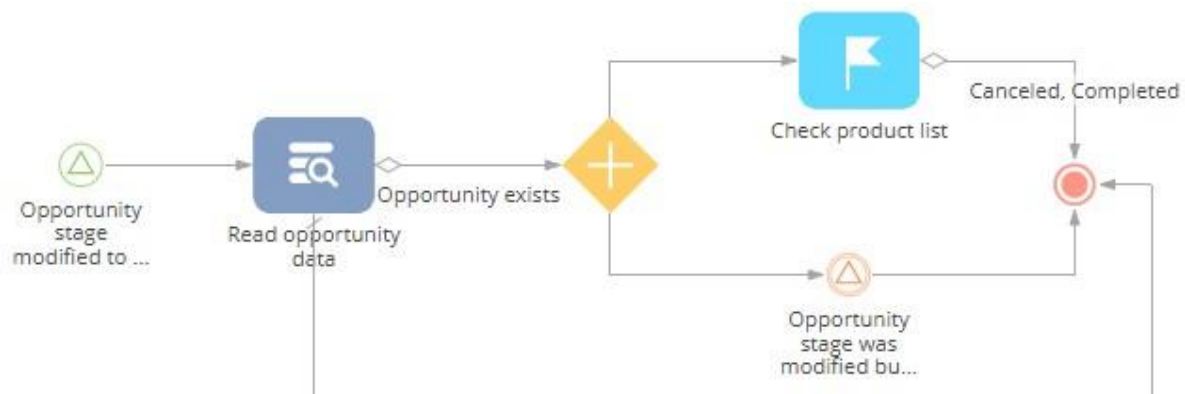 Check product list
Canceled, Completed
Opportunity exists
Opportunity
stage
modified to ...
Read opportunity
data
Opportunity
stage was
modified bu...